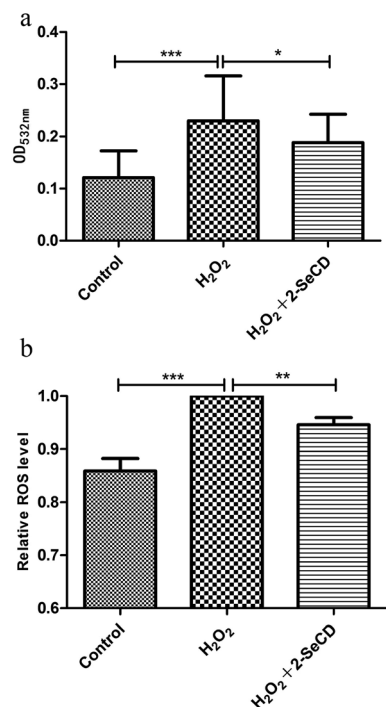 a
*** *
0.4
0.3
0.2
0.1
0.0
OD532nm
Control
H2O2
H2O2+2-SeCD
b
*** **
1.0
0.9
0.8
0.7
0.6
Relative ROS level
Control
H2O2
H2O2+2-SeCD